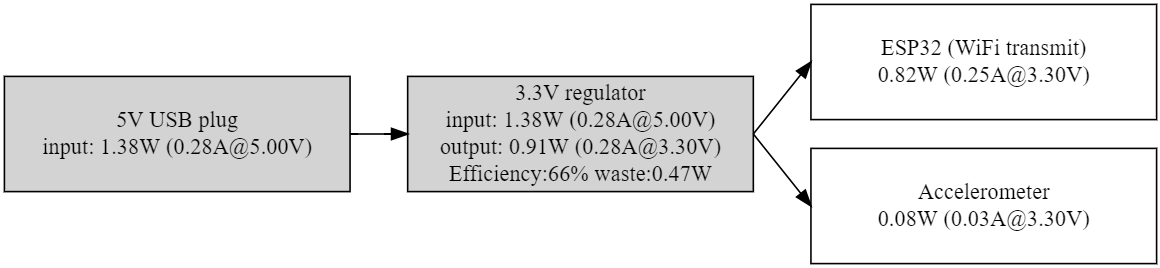 5V USB plug
input: 1.38W (0.28A@5.00V)
3.3V regulator
input: 1.38W (0.28A@5.00V)
output: 0.91W (0.28A@3.30V)
Efficiency:66% waste:0.47W
ESP32 (WiFi transmit)
0.82W (0.25A@3.30V)
Accelerometer
0.08W (0.03A@3.30V)